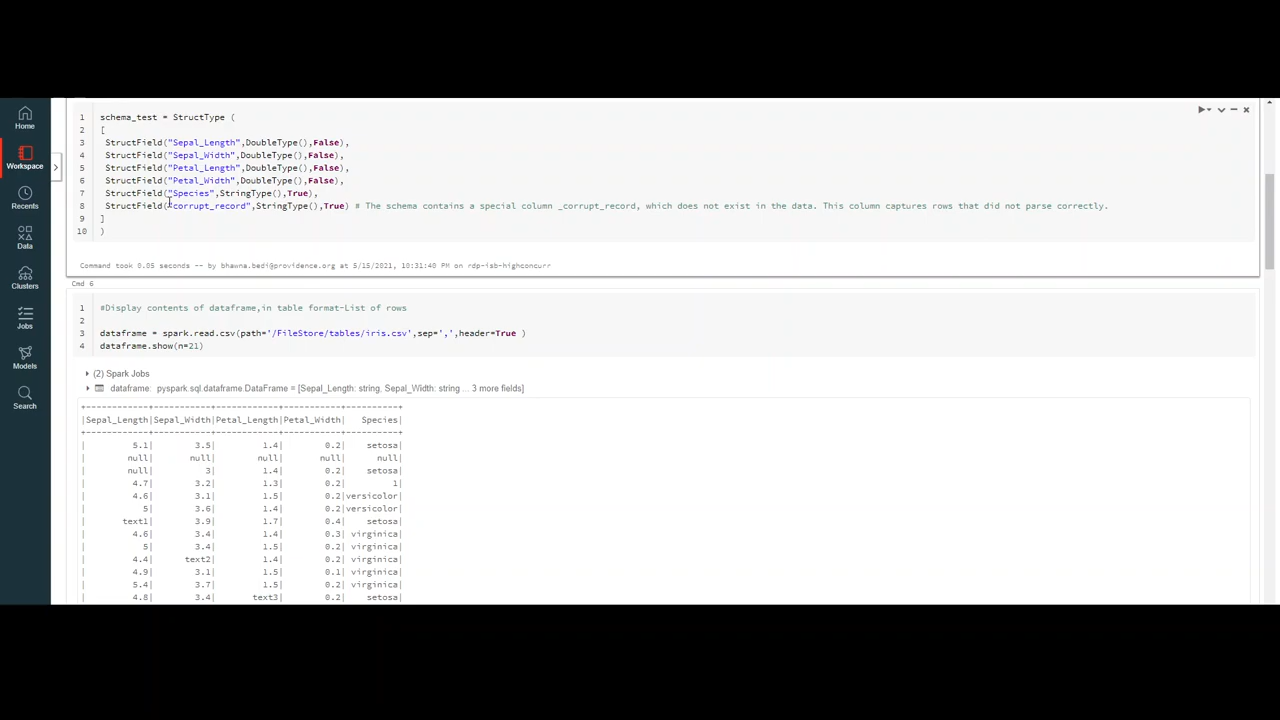 Home
Workspace
Recents
Data
Clusters
Jobs
Models
Search
1 schema_test = StructType (
2 [
3 StructField("Sepal_Length",DoubleType(),False),
4 StructField("Sepal_Width",DoubleType(),False),
5 StructField("Petal_Length",DoubleType(),False),
6 StructField("Petal_Width",DoubleType(),False),
7 StructField("Species",StringType(),True),
8 StructField("corrupt_record",StringType(),True) # The schema contains a special column _corrupt_record, which does not exist in the data. This column captures rows that did not parse correctly.
9 ]
10 )
Command took 0.05 seconds -- by bhawna.bedi@providence.org at 5/15/2021, 10:31:40 PM on rdp-isb-highconcurr
Cmd 6
1 #Display contents of dataframe,in table format-List of rows
2
3 dataframe = spark.read.csv(path='/FileStore/tables/iris.csv',sep=',',header=True )
4 dataframe.show(n=21)
(2) Spark Jobs
dataframe: pyspark.sql.dataframe.DataFrame = [Sepal_Length: string, Sepal_Width: string ... 3 more fields]
+------------+-----------+------------+-----------+----------+
|Sepal_Length|Sepal_Width|Petal_Length|Petal_Width| Species|
+------------+-----------+------------+-----------+----------+
| 5.1| 3.5| 1.4| 0.2| setosa|
| null| null| null| null| null|
| null| 3| 1.4| 0.2| setosa|
| 4.7| 3.2| 1.3| 0.2| 1|
| 4.6| 3.1| 1.5| 0.2|versicolor|
| 5| 3.6| 1.4| 0.2|versicolor|
| text1| 3.9| 1.7| 0.4| setosa|
| 4.6| 3.4| 1.4| 0.3| virginica|
| 5| 3.4| 1.5| 0.2| virginica|
| 4.4| text2| 1.4| 0.2| virginica|
| 4.9| 3.1| 1.5| 0.1| virginica|
| 5.4| 3.7| 1.5| 0.2| virginica|
| 4.8| 3.4| text3| 0.2| setosa|